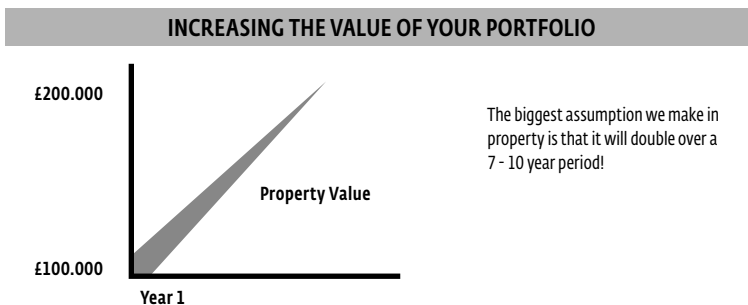 INCREASING THE VALUE OF YOUR PORTFOLIO
£200.000
The biggest assumption we make in
property is that it will double over a
7 - 10 year period!
Property Value
£100.000
Year 1